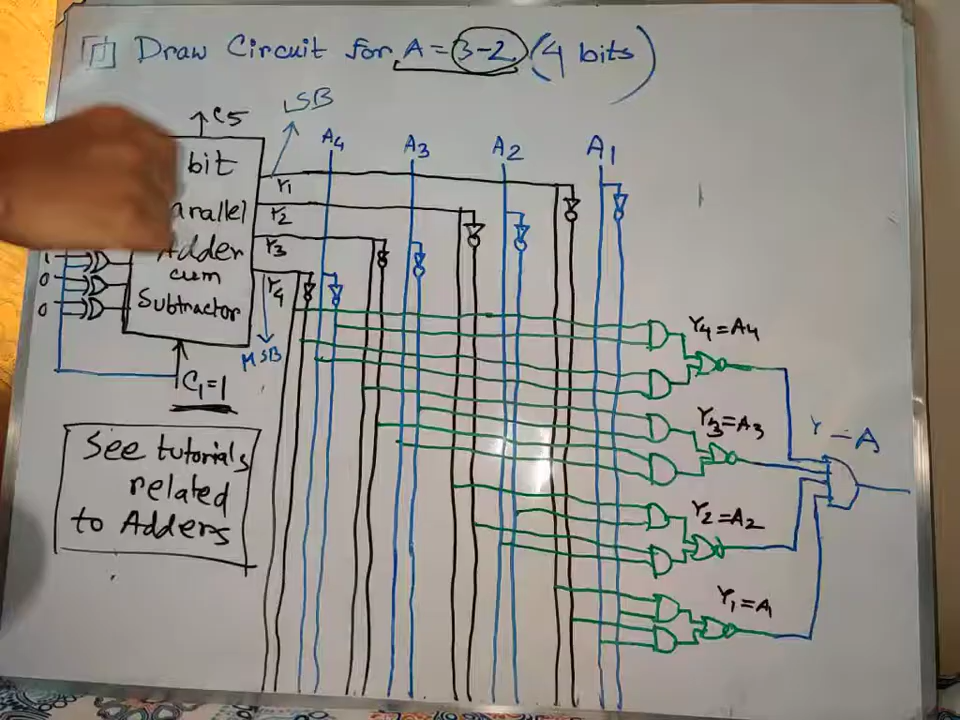 Draw Circuit for A = 3-2 (4 bits)
C5
LSB
A4
A3
A2
A1
bit
Parallel
Adder
cum
Subtractor
Y1
Y2
Y3
Y4
1
0
0
MSB
C1=1
Y4=A4
Y3=A3
Y=A
Y2=A2
Y1=A1
See tutorials
related
to Adders